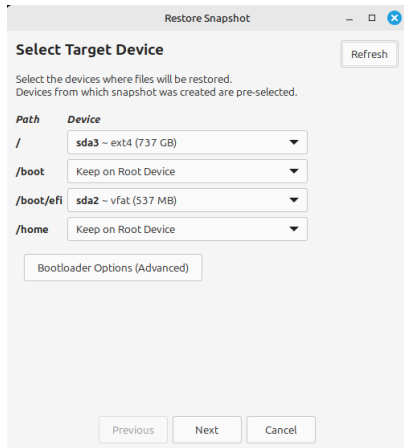 Restore Snapshot
Select Target Device
Refresh
Select the devices where files will be restored.
Devices from which snapshot was created are pre-selected.
Path Device
/ sda3 ~ ext4 (737 GB)
/boot Keep on Root Device
/boot/efi sda2 ~ vfat (537 MB)
/home Keep on Root Device
Bootloader Options (Advanced)
Previous Next Cancel